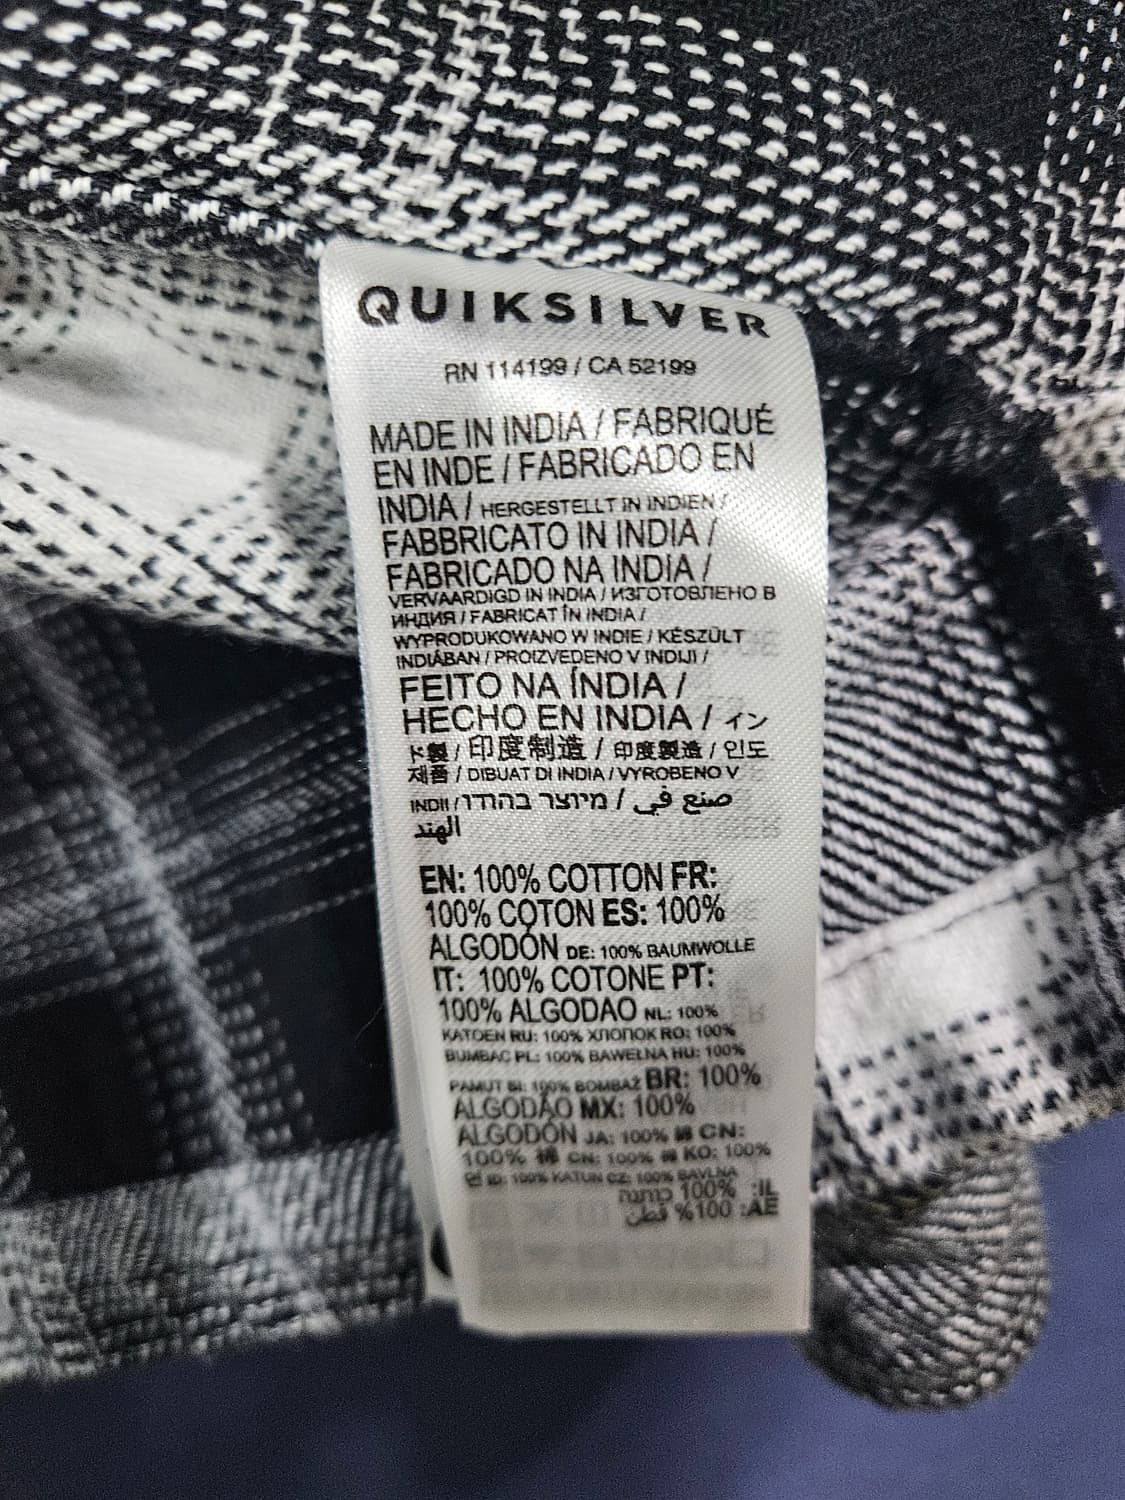 QUIKSILVER
RN 114199 / CA 52199
MADE IN INDIA / FABRIQUÉ
EN INDE / FABRICADO EN
INDIA / HERGESTELLT IN INDIEN /
FABBRICATO IN INDIA /
FABRICADO NA INDIA /
VERVAARDIGD IN INDIA / ИЗГОТОВЛЕНО В
ИНДИЯ / FABRICAT ÎN INDIA /
WYPRODUKOWANO W INDIE / KÉSZÜLT
INDIÁBAN / PROIZVEDENO V INDIJI /
FEITO NA ÍNDIA /
HECHO EN INDIA / イン
ド製 / 印度制造 / 印度製造 / 인도
제품 / DIBUAT DI INDIA / VYROBENO V
INDII / מיוצר בהודו / صنع في
الهند
EN: 100% COTTON FR:
100% COTON ES: 100%
ALGODÓN DE: 100% BAUMWOLLE
IT: 100% COTONE PT:
100% ALGODAO NL: 100%
KATOEN RU: 100% ХЛОПОК RO: 100%
BUMBAC PL: 100% BAWEŁNA HU: 100%
PAMUT SI: 100% BOMBAŽ BR: 100%
ALGODÃO MX: 100%
ALGODÓN JA: 100% 綿 CN:
100% 棉 CN: 100% 棉 KO: 100%
면 ID: 100% KATUN CZ: 100% BAVLNA
IL: 100% כותנה
AE: 100% قطن